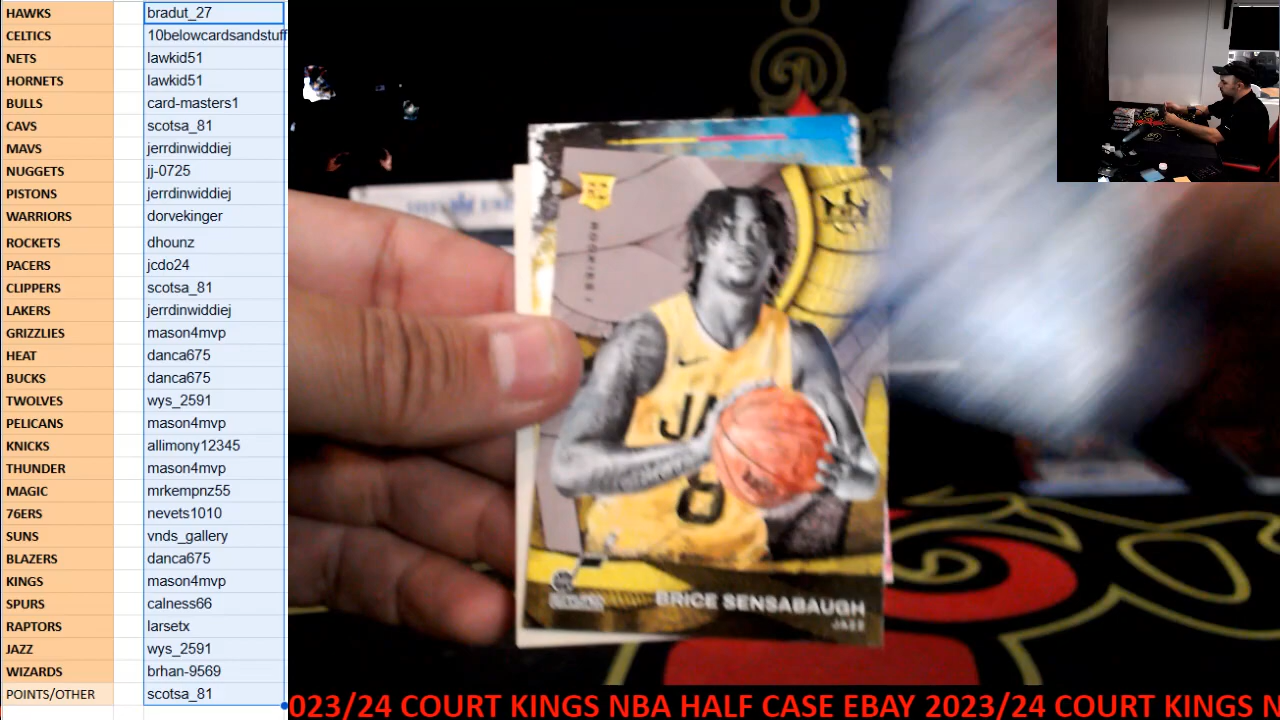 HAWKS bradut_27
CELTICS 10belowcardsandstuff
NETS lawkid51
HORNETS lawkid51
BULLS card-masters1
CAVS scotsa_81
MAVS jerrdinwiddiej
NUGGETS jj-0725
PISTONS jerrdinwiddiej
WARRIORS dorvekinger
ROCKETS dhounz
PACERS jcdo24
CLIPPERS scotsa_81
LAKERS jerrdinwiddiej
GRIZZLIES mason4mvp
HEAT danca675
BUCKS danca675
TWOLVES wys_2591
PELICANS mason4mvp
KNICKS allimony12345
THUNDER mason4mvp
MAGIC mrkempnz55
76ERS nevets1010
SUNS vnds_gallery
BLAZERS danca675
KINGS mason4mvp
SPURS calness66
RAPTORS larsetx
JAZZ wys_2591
WIZARDS brhan-9569
POINTS/OTHER scotsa_81
ROOKIES I
JA
8
BRICE SENSABAUGH
JAZZ
023/24 COURT KINGS NBA HALF CASE EBAY 2023/24 COURT KINGS N